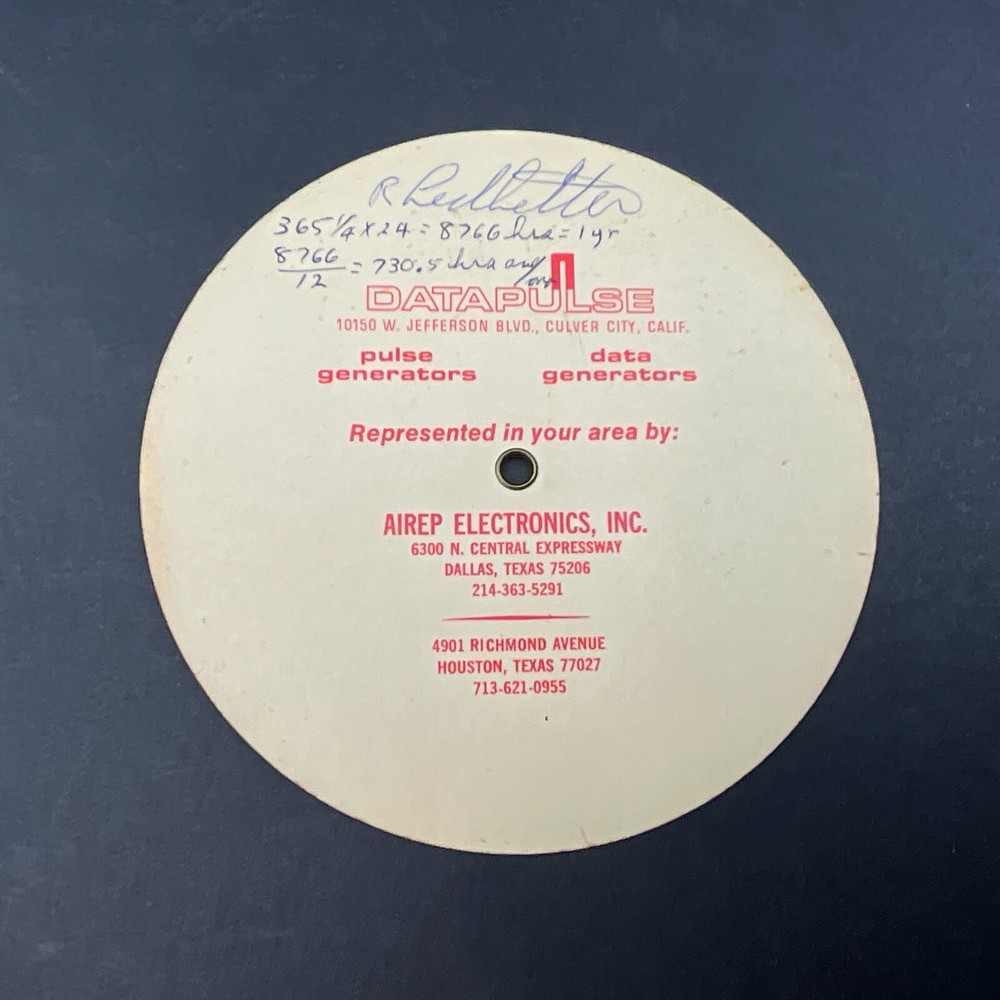 R Ledbetter
365 1/4 x 24 = 8766 hrs = 1 yr
8766
12
= 730.5 hrs avg/
DATAPULSE
10150 W. JEFFERSON BLVD., CULVER CITY, CALIF.
pulse generators
data generators
Represented in your area by:
AIREP ELECTRONICS, INC.
6300 N. CENTRAL EXPRESSWAY
DALLAS, TEXAS 75206
214-363-5291
4901 RICHMOND AVENUE
HOUSTON, TEXAS 77027
713-621-0955